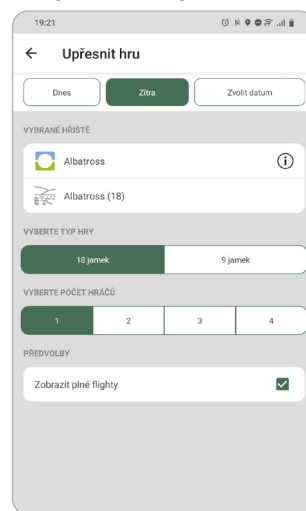 19:21
Upřesnit hru
Dnes Zítra Zvolit datum
VYBRANÉ HŘIŠTĚ
Albatross
Albatross (18)
VYBERTE TYP HRY
18 jamek 9 jamek
VYBERTE POČET HRÁČŮ
1 2 3 4
PŘEDVOLBY
Zobrazit plné flighty